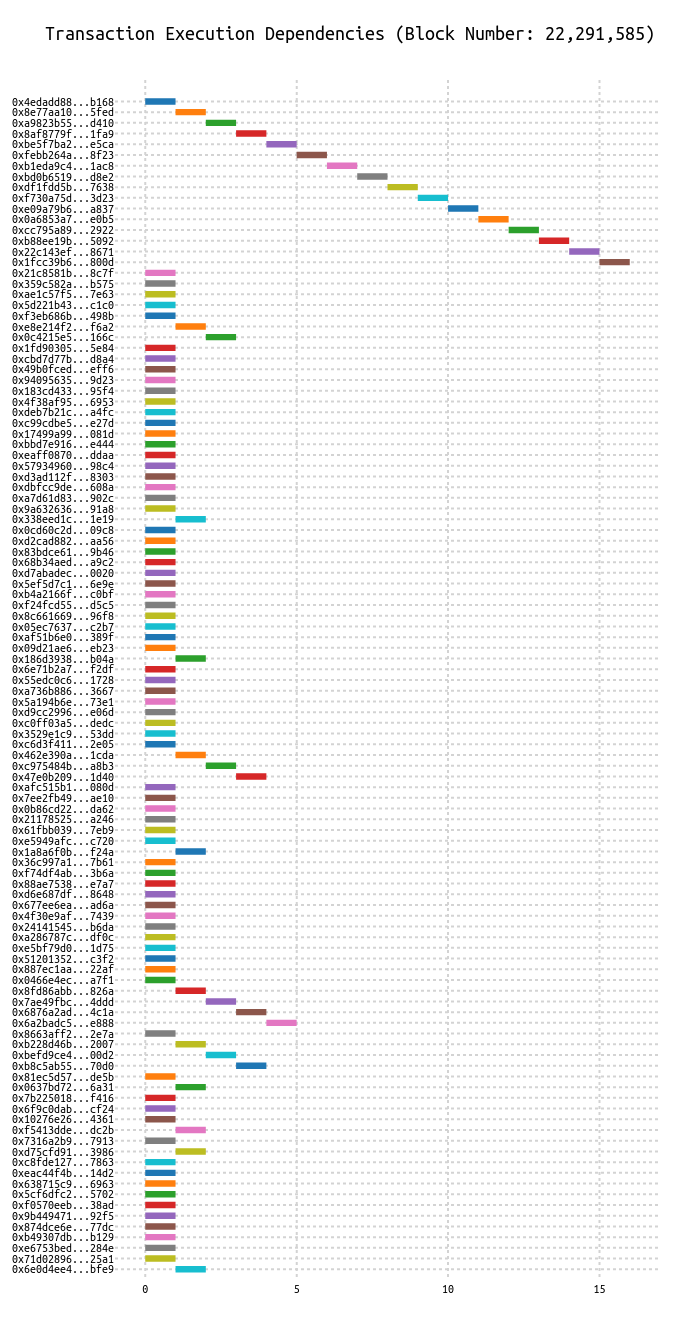 Transaction Execution Dependencies (Block Number: 22,291,585)
0x4edadd88...b168
0x8e77aa10...5fed
0xa9823b55...d410
0x8af8779f...1fa9
0xbe5f7ba2...e5ca
0xfebb264a...8f23
0xb1eda9c4...1ac8
0xbd0b6519...d8e2
0xdf1fdd5b...7638
0xf730a75d...3d23
0xe09a79b6...a837
0x0a6853a7...e0b5
0xcc795a89...2922
0xb88ee19b...5092
0x22c143ef...8671
0x1fcc39b6...800d
0x21c8581b...8c7f
0x359c582a...b575
0xae1c57f5...7e63
0x5d221b43...c1c0
0xf3eb686b...498b
0xe8e214f2...f6a2
0x0c4215e5...166c
0x1fd90305...5e84
0xcbd7d77b...d8a4
0x49b0fced...eff6
0x94095635...9d23
0x183cd433...95f4
0x4f38af95...6953
0xdeb7b21c...a4fc
0xc99cdbe5...e27d
0x17499a99...081d
0xbbd7e916...e444
0xeaff0870...ddaa
0x57934960...98c4
0xd3ad112f...8303
0xdbfcc9de...608a
0xa7d61d83...902c
0x9a632636...91a8
0x338eed1c...1e19
0x0cd60c2d...09c8
0xd2cad882...aa56
0x83bdce61...9b46
0x68b34aed...a9c2
0xd7abadec...0020
0x5ef5d7c1...6e9e
0xb4a2166f...c0bf
0xf24fcd55...d5c5
0x8c661669...96f8
0x05ec7637...c2b7
0xaf51b6e0...389f
0x09d21ae6...eb23
0x186d3938...b04a
0x6e71b2a7...f2df
0x55edc0c6...1728
0xa736b886...3667
0x5a194b6e...73e1
0xd9cc2996...e06d
0xc0ff03a5...dedc
0x3529e1c9...53dd
0xc6d3f411...2e05
0x462e390a...1cda
0xc975484b...a8b3
0x47e0b209...1d40
0xafc515b1...080d
0x7ee2fb49...ae10
0x0b86cd22...da62
0x21178525...a246
0x61fbb039...7eb9
0xe5949afc...c720
0x1a8a6f0b...f24a
0x36c997a1...7b61
0xf74df4ab...3b6a
0x88ae7538...e7a7
0xd6e687df...8648
0x677ee6ea...ad6a
0x4f30e9af...7439
0x24141545...b6da
0xa286787c...df0c
0xe5bf79d0...1d75
0x51201352...c3f2
0x887ec1aa...22af
0x0466e4ec...a7f1
0x8fd86abb...826a
0x7ae49fbc...4ddd
0x6876a2ad...4c1a
0x6a2badc5...e888
0x8663aff2...2e7a
0xb228d46b...2007
0xbefd9ce4...00d2
0xb8c5ab55...70d0
0x81ec5d57...de5b
0x0637bd72...6a31
0x7b225018...f416
0x6f9c0dab...cf24
0x10276e26...4361
0xf5413dde...dc2b
0x7316a2b9...7913
0xd75cfd91...3986
0xc8fde127...7863
0xeac44f4b...14d2
0x638715c9...6963
0x5cf6dfc2...5702
0xf0570eeb...38ad
0x9b449471...92f5
0x874dce6e...77dc
0xb49307db...b129
0xe6753bed...284e
0x71d02896...25a1
0x6e0d4ee4...bfe9
0 5 10 15